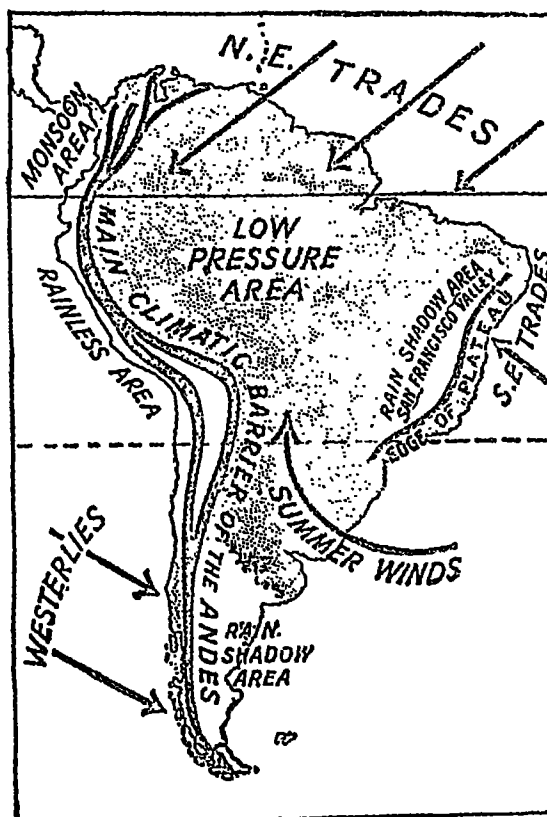 N.E. TRADES
MONSOON
AREA
LOW
PRESSURE
AREA
MAIN CLIMATIC BARRIER OF THE ANDES
RAINLESS AREA
RAIN SHADOW AREA
SAN FRANCISCO VALLEY
EDGE OF PLATEAU
S.E. TRADES
SUMMER WINDS
WESTERLIES
RAIN.
SHADOW
AREA